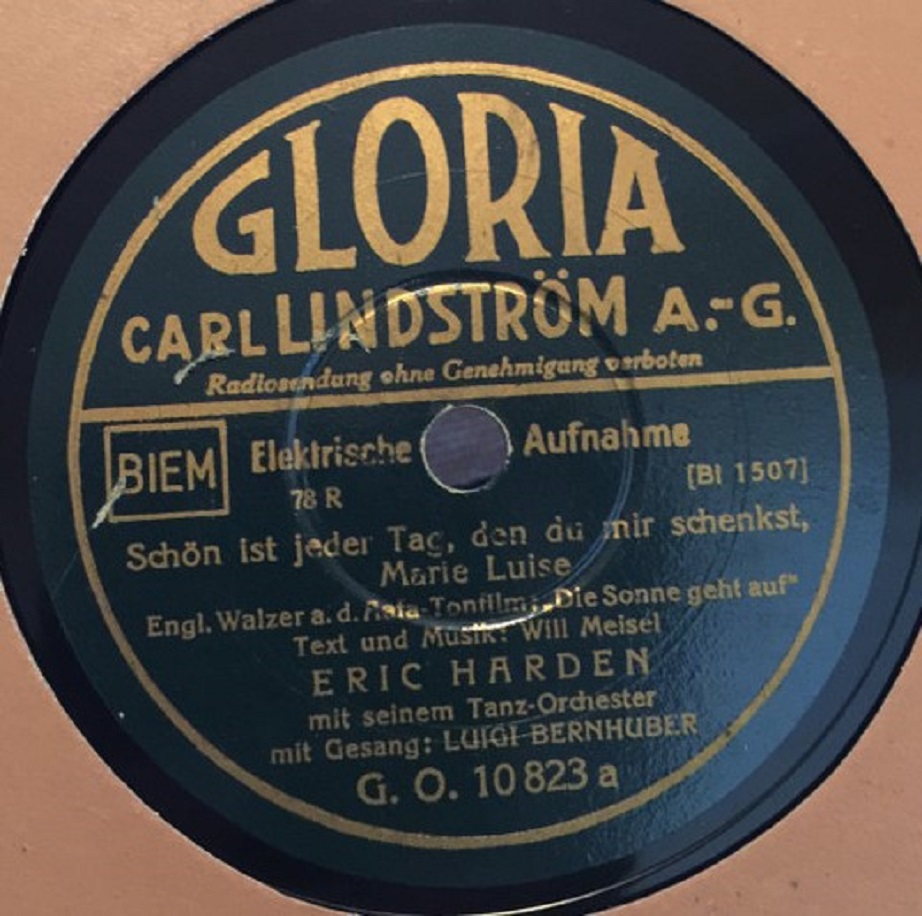 GLORIA
CARL LINDSTRÖM A.-G.
Radiosendung ohne Genehmigung verboten
BIEM Elektrische Aufnahme
78 R [BI 1507]
Schön ist jeder Tag, den du mir schenkst,
Marie Luise
Engl. Walzer a. d. Aafa-Tonfilm: „Die Sonne geht auf“
Text und Musik: Will Meisel
ERIC HARDEN
mit seinem Tanz-Orchester
mit Gesang: LUIGI BERNHUBER
G. O. 10823 a